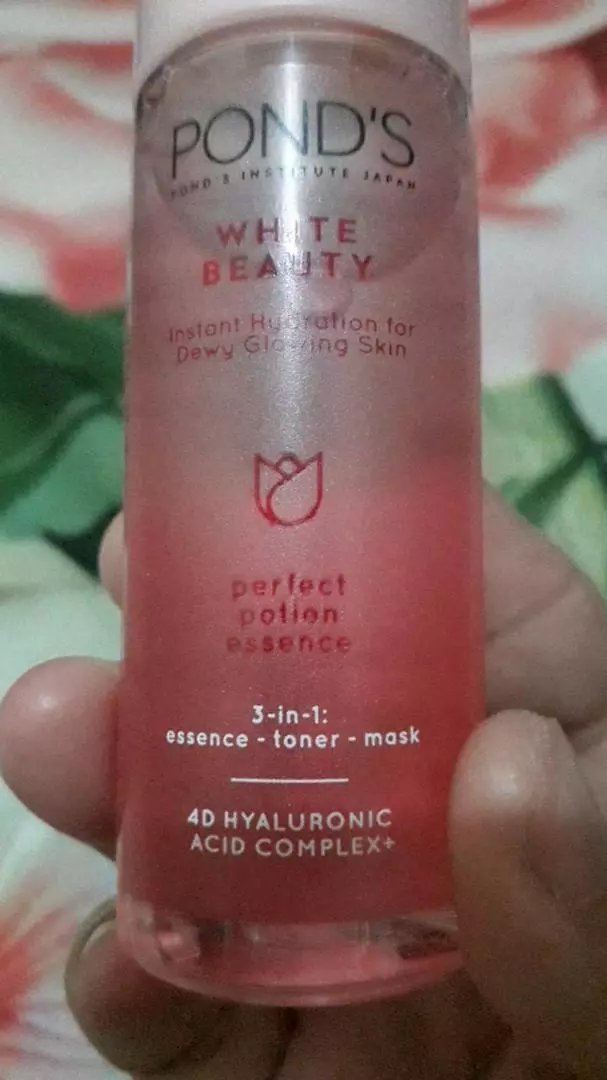 POND'S
POND'S INSTITUTE JAPAN
WHITE
BEAUTY
Instant Hydration for
Dewy Glowing Skin
perfect
potion
essence
3-in-1:
essence - toner - mask
4D HYALURONIC
ACID COMPLEX+